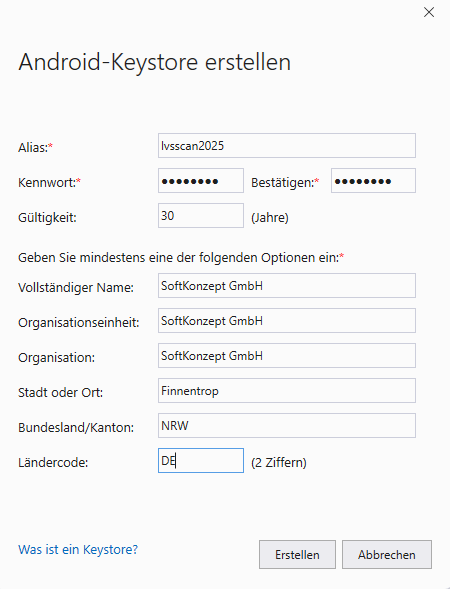 Android-Keystore erstellen
Alias:* lvsscan2025
Kennwort:* ●●●●●●●● Bestätigen:* ●●●●●●●●
Gültigkeit: 30 (Jahre)
Geben Sie mindestens eine der folgenden Optionen ein:*
Vollständiger Name: SoftKonzept GmbH
Organisationseinheit: SoftKonzept GmbH
Organisation: SoftKonzept GmbH
Stadt oder Ort: Finnentrop
Bundesland/Kanton: NRW
Ländercode: DE (2 Ziffern)
Was ist ein Keystore? Erstellen Abbrechen